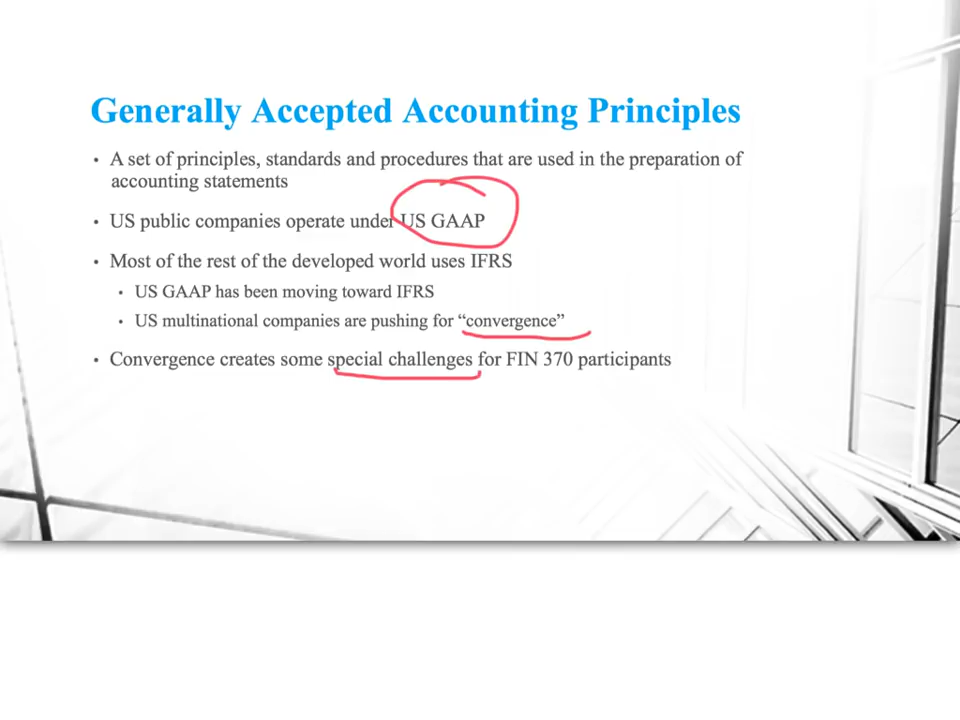 Generally Accepted Accounting Principles
• A set of principles, standards and procedures that are used in the preparation of
accounting statements
• US public companies operate under US GAAP
• Most of the rest of the developed world uses IFRS
• US GAAP has been moving toward IFRS
• US multinational companies are pushing for “convergence”
• Convergence creates some special challenges for FIN 370 participants